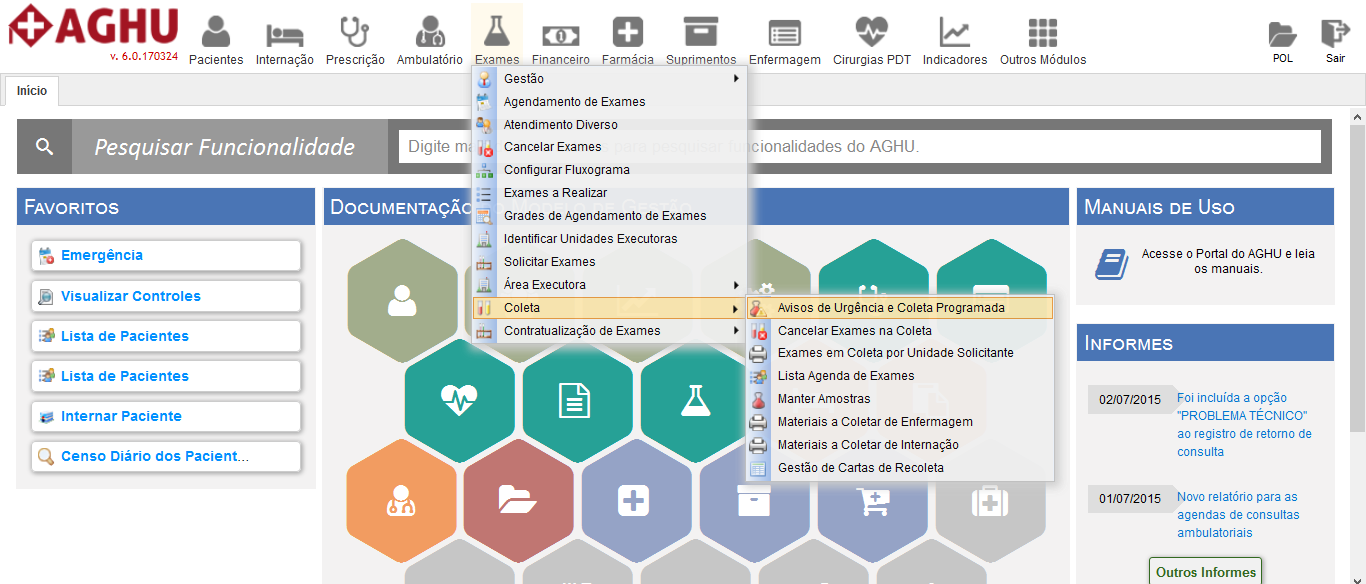 AGHU
v. 6.0.170324
Pacientes
Internação
Prescrição
Ambulatório
Exames
Financeiro
Farmácia
Suprimentos
Enfermagem
Cirurgias PDT
Indicadores
Outros Módulos
POL
Sair
Início
Pesquisar Funcionalidade
Digite ma para pesquisar funcionalidades do AGHU.
Gestão
Agendamento de Exames
Atendimento Diverso
Cancelar Exames
Configurar Fluxograma
Exames a Realizar
Grades de Agendamento de Exames
Identificar Unidades Executoras
Solicitar Exames
Área Executora
Coleta
Contratualização de Exames
Avisos de Urgência e Coleta Programada
Cancelar Exames na Coleta
Exames em Coleta por Unidade Solicitante
Lista Agenda de Exames
Manter Amostras
Materiais a Coletar de Enfermagem
Materiais a Coletar de Internação
Gestão de Cartas de Recoleta
Favoritos
Emergência
Visualizar Controles
Lista de Pacientes
Lista de Pacientes
Internar Paciente
Censo Diário dos Pacient...
Documentação de Gestão
Manuais de Uso
Acesse o Portal do AGHU e leia
os manuais.
Informes
02/07/2015
Foi incluída a opção
"PROBLEMA TÉCNICO"
ao registro de retorno de
consulta
01/07/2015
Novo relatório para as
agendas de consultas
ambulatoriais
Outros Informes